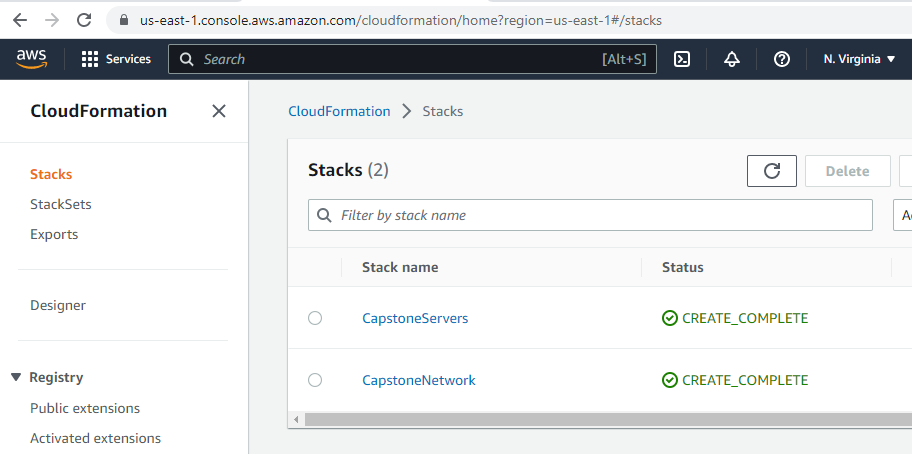 us-east-1.console.aws.amazon.com/cloudformation/home?region=us-east-1#/stacks
aws
Services
Search
[Alt+S]
N. Virginia
CloudFormation
Stacks
StackSets
Exports
Designer
Registry
Public extensions
Activated extensions
CloudFormation
Stacks
Stacks (2)
Delete
Filter by stack name
Stack name
Status
CapstoneServers
CREATE_COMPLETE
CapstoneNetwork
CREATE_COMPLETE